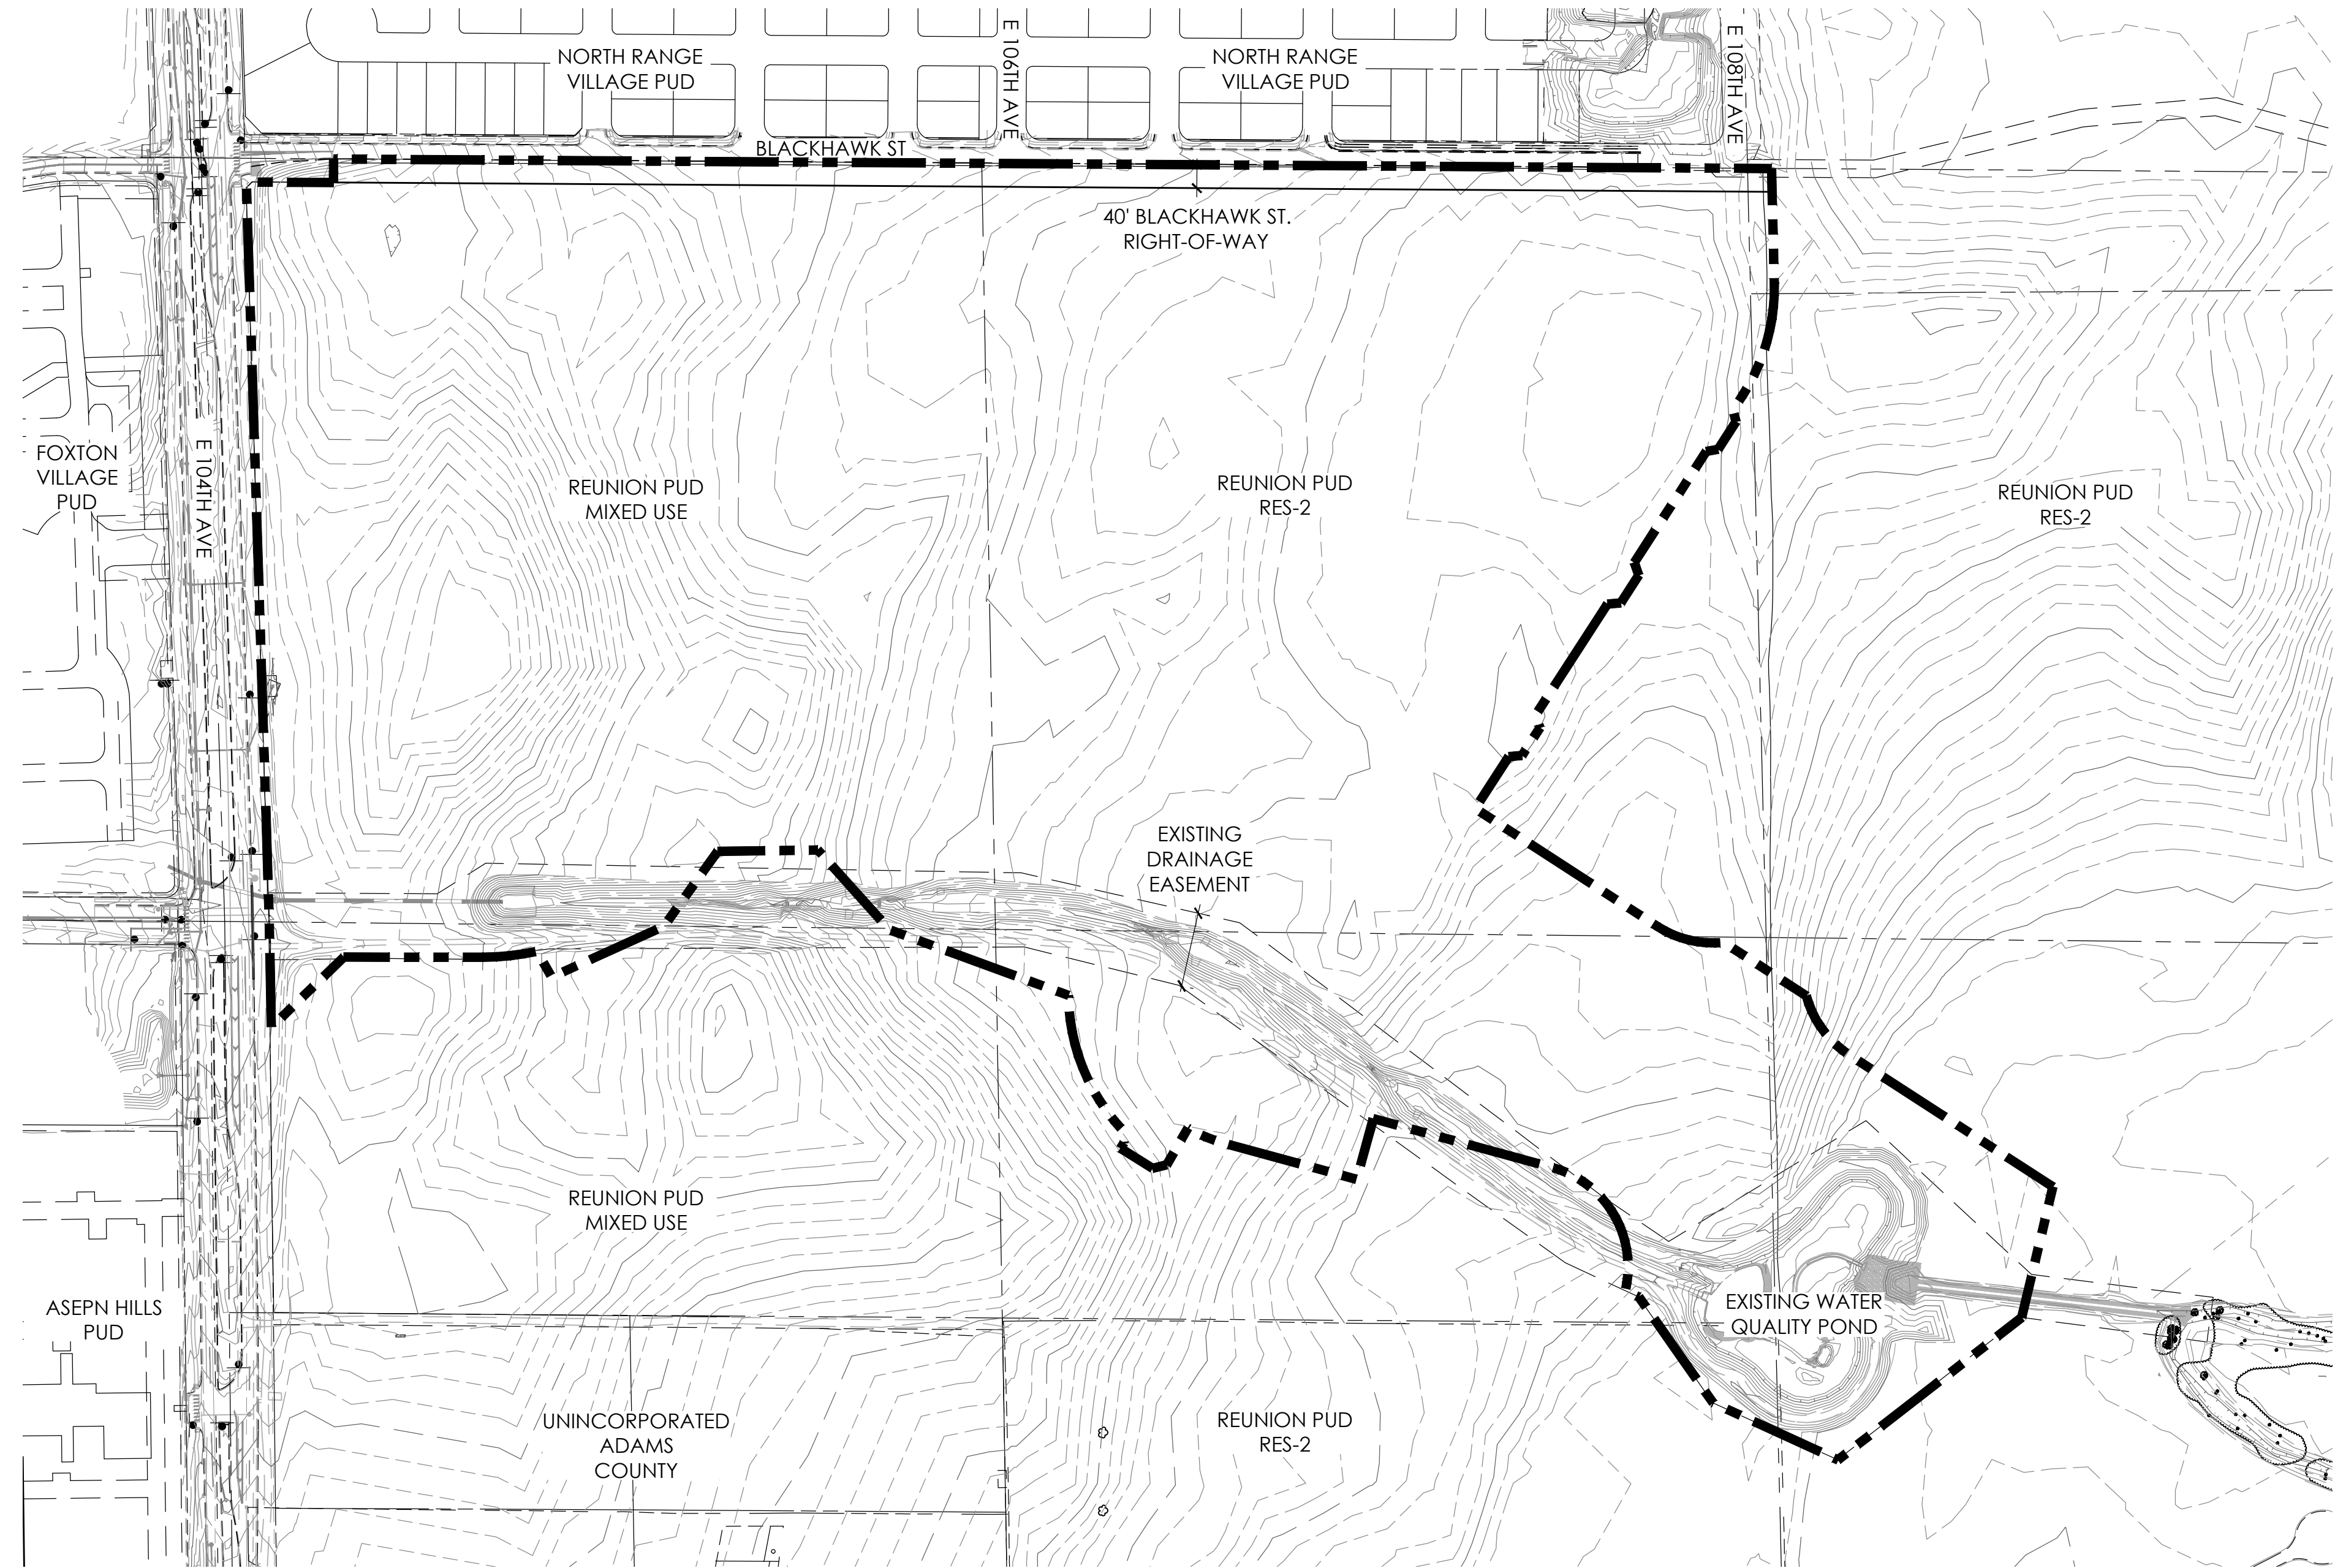 NORTH RANGE
VILLAGE PUD
E 106TH AVE
NORTH RANGE
VILLAGE PUD
E 108TH AVE
BLACKHAWK ST
40' BLACKHAWK ST.
RIGHT-OF-WAY
FOXTON
VILLAGE
PUD
E 104TH AVE
REUNION PUD
MIXED USE
REUNION PUD
RES-2
REUNION PUD
RES-2
EXISTING
DRAINAGE
EASEMENT
REUNION PUD
MIXED USE
ASEPN HILLS
PUD
EXISTING WATER
QUALITY POND
UNINCORPORATED
ADAMS
COUNTY
REUNION PUD
RES-2